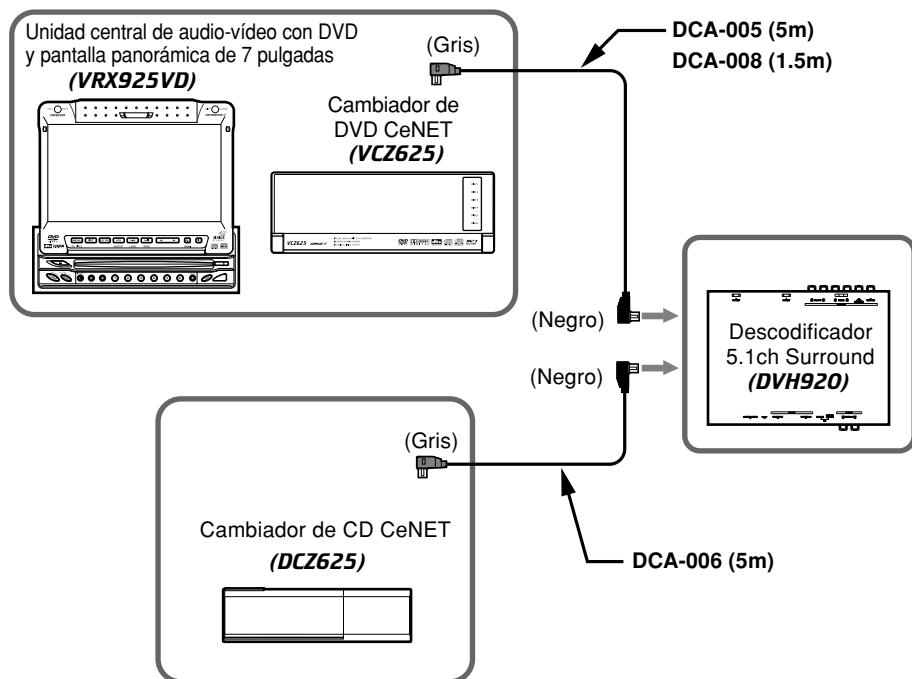 Unidad central de audio-vídeo con DVD
y pantalla panorámica de 7 pulgadas
(VRX925VD)
(Gris)
DCA-005 (5m)
DCA-008 (1.5m)
Cambiador de
DVD CeNET
(VCZ625)
VCZ625
(Negro)
(Negro)
Descodificador
5.1ch Surround
(DVH920)
(Gris)
Cambiador de CD CeNET
(DCZ625)
DCA-006 (5m)